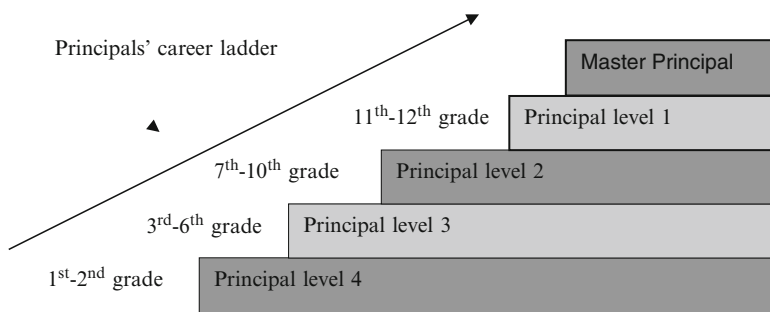 Principals’ career ladder
Master Principal
11th-12th grade Principal level 1
7th-10th grade Principal level 2
3rd-6th grade Principal level 3
1st-2nd grade Principal level 4